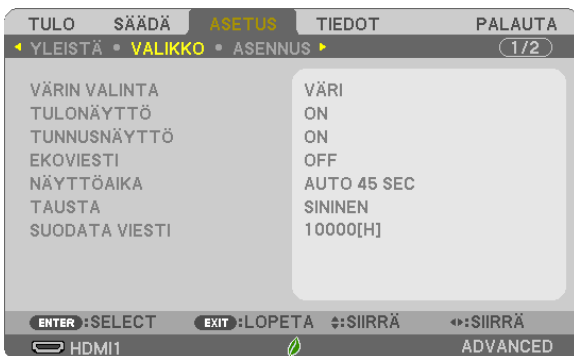 TULO SÄÄDÄ ASETUS TIEDOT PALAUTA
YLEISTÄ • VALIKKO • ASENNUS 1/2
VÄRIN VALINTA VÄRI
TULONÄYTTÖ ON
TUNNUSNÄYTTÖ ON
EKOVIESTI OFF
NÄYTTÖAIKA AUTO 45 SEC
TAUSTA SININEN
SUODATA VIESTI 10000[H]
ENTER :SELECT EXIT :LOPETA :SIIRRÄ :SIIRRÄ
HDMI1 ADVANCED